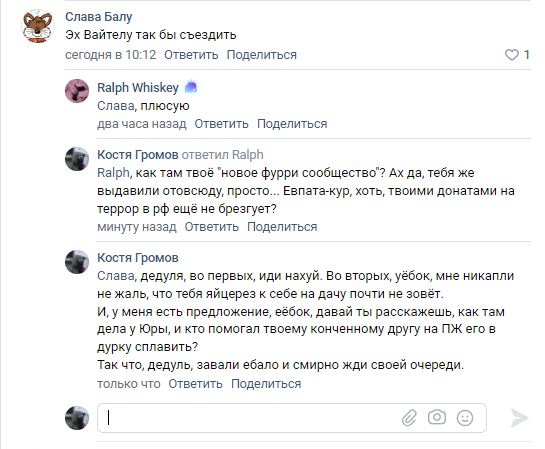 Слава Балу
Эх Вайтелу так бы съездить
сегодня в 10:12 Ответить Поделиться
1
Ralph Whiskey
Слава, плюсую
два часа назад Ответить Поделиться
Костя Громов ответил Ralph
Ralph, как там твоё "новое фурри сообщество"? Ах да, тебя же
выдавили отовсюду, просто... Евпата-кур, хоть, твоими донатами на
террор в рф ещё не брезгует?
минуту назад Ответить Поделиться
Костя Громов
Слава, дедуля, во первых, иди нахуй. Во вторых, уёбок, мне никапли
не жаль, что тебя яйцерез к себе на дачу почти не зовёт.
И, у меня есть предложение, еёбок, давай ты расскажешь, как там
дела у Юры, и кто помогал твоему конченному другу на ПЖ его в
дурку сплавить?
Так что, дедуль, завали ебало и смирно жди своей очереди.
только что Ответить Поделиться